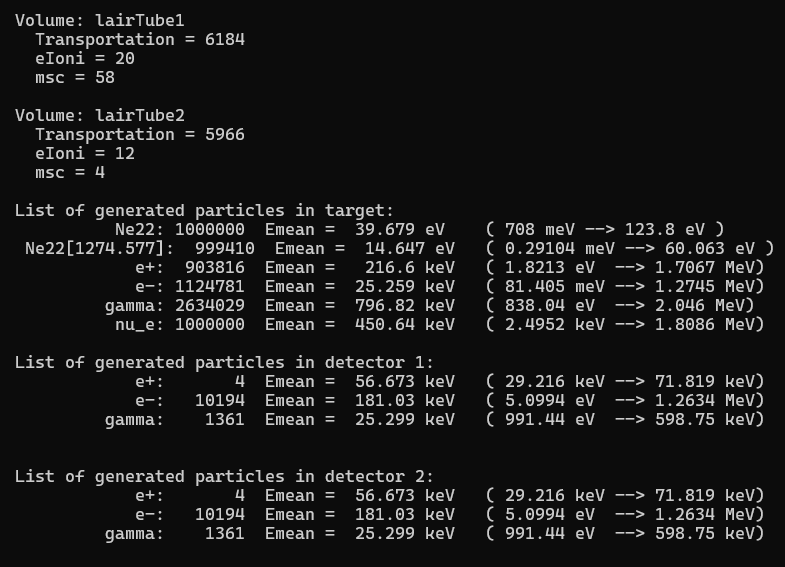 Volume: lairTube1
  Transportation = 6184
  eIoni = 20
  msc = 58

Volume: lairTube2
  Transportation = 5966
  eIoni = 12
  msc = 4

List of generated particles in target:
          Ne22: 1000000  Emean =  39.679 eV    ( 708 meV --> 123.8 eV )
 Ne22[1274.577]:  999410  Emean =  14.647 eV   ( 0.29104 meV --> 60.063 eV )
            e+:  903816  Emean =   216.6 keV   ( 1.8213 eV  --> 1.7067 MeV)
            e-: 1124781  Emean =  25.259 keV   ( 81.405 meV --> 1.2745 MeV)
         gamma: 2634029  Emean =  796.82 keV   ( 838.04 eV  --> 2.046 MeV)
          nu_e: 1000000  Emean =  450.64 keV   ( 2.4952 keV --> 1.8086 MeV)

List of generated particles in detector 1:
            e+:       4  Emean =  56.673 keV   ( 29.216 keV --> 71.819 keV)
            e-:   10194  Emean =  181.03 keV   ( 5.0994 eV  --> 1.2634 MeV)
         gamma:    1361  Emean =  25.299 keV   ( 991.44 eV  --> 598.75 keV)


List of generated particles in detector 2:
            e+:       4  Emean =  56.673 keV   ( 29.216 keV --> 71.819 keV)
            e-:   10194  Emean =  181.03 keV   ( 5.0994 eV  --> 1.2634 MeV)
         gamma:    1361  Emean =  25.299 keV   ( 991.44 eV  --> 598.75 keV)